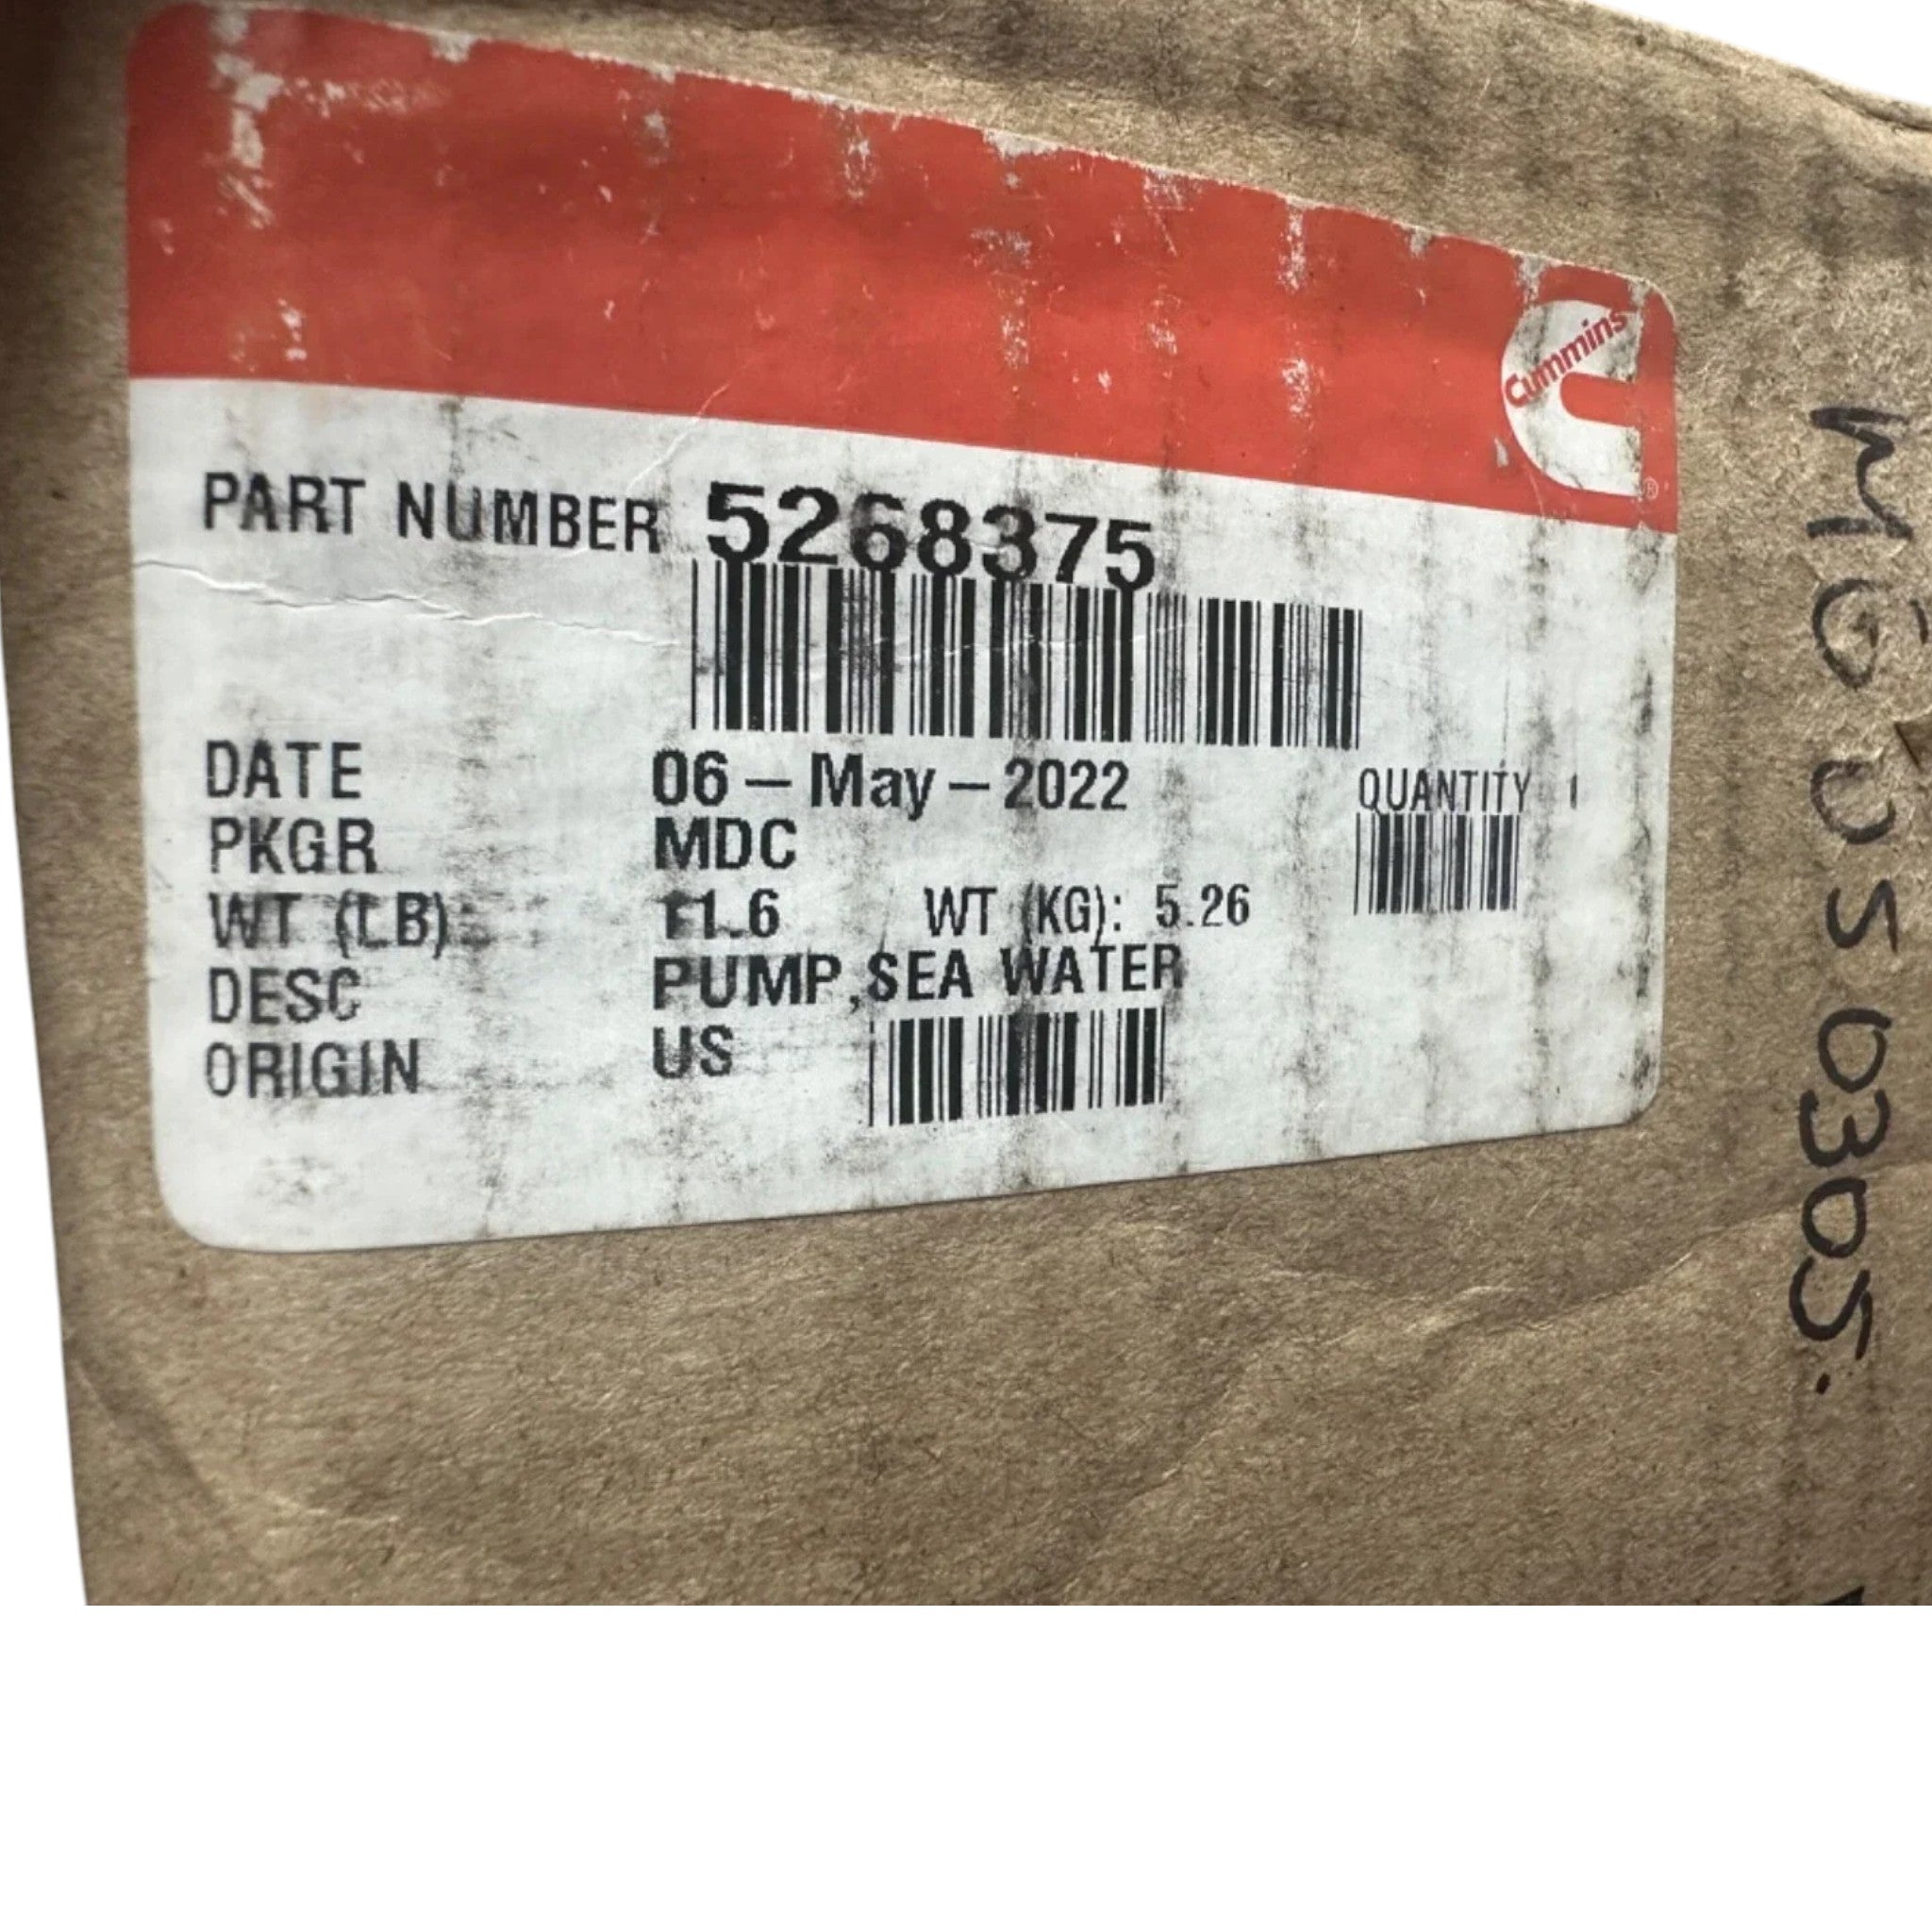 Cummins
®
PART NUMBER 5268375
DATE 06-May-2022
QUANTITY 1
PKGR MDC
WT (LB): 11.6 WT (KG): 5.26
DESC PUMP,SEA WATER
ORIGIN US